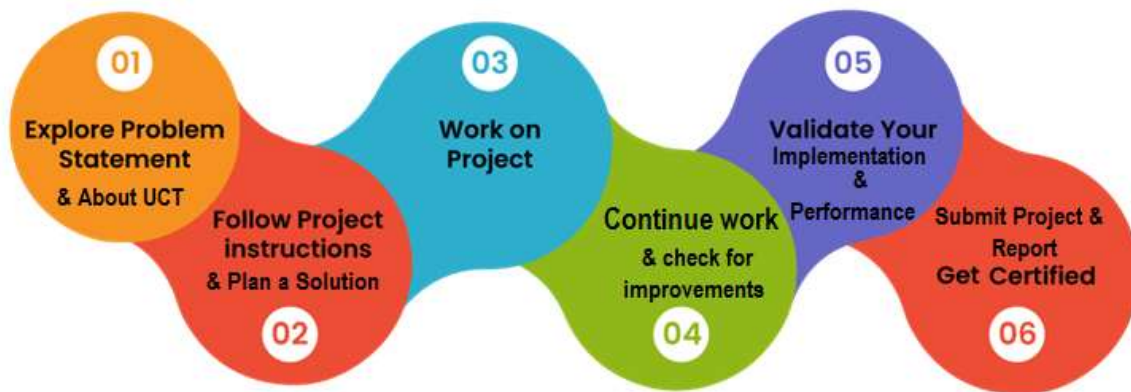 01
Explore Problem
Statement
& About UCT
Follow Project
instructions
& Plan a Solution
02
03
Work on
Project
Continue work
& check for
improvements
04
05
Validate Your
Implementation
&
Performance
Submit Project &
Report
Get Certified
06